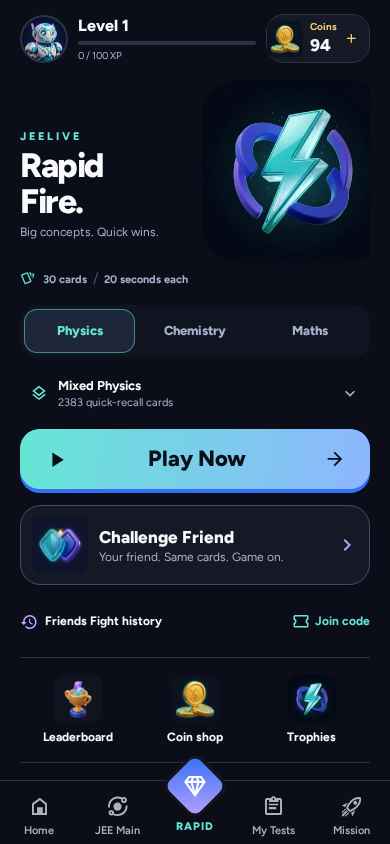 Level 1
0 / 100 XP
Coins
94
+
JEELIVE
Rapid
Fire.
Big concepts. Quick wins.
30 cards / 20 seconds each
Physics
Chemistry
Maths
Mixed Physics
2383 quick-recall cards
Play Now
Challenge Friend
Your friend. Same cards. Game on.
Friends Fight history
Join code
Leaderboard
Coin shop
Trophies
Home
JEE Main
RAPID
My Tests
Mission